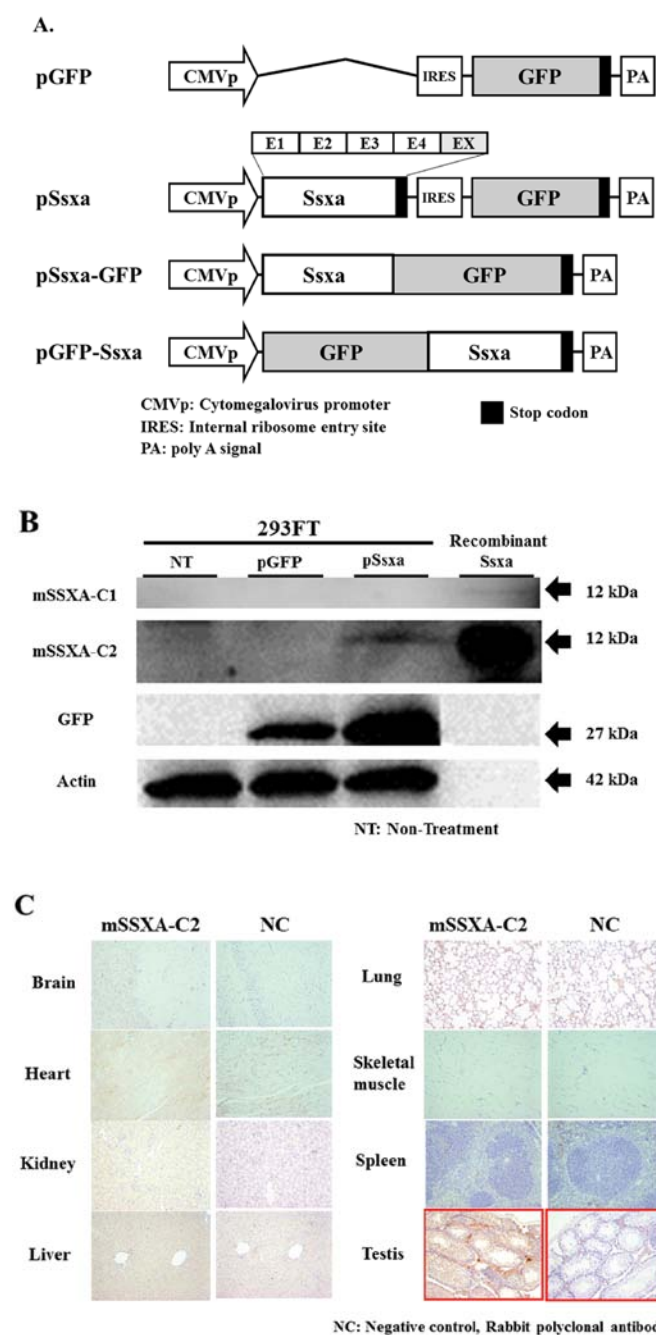 A.
pGFP CMVp IRES GFP PA
E1 E2 E3 E4 EX
pSsxa CMVp Ssxa IRES GFP PA
pSsxa-GFP CMVp Ssxa GFP PA
pGFP-Ssxa CMVp GFP Ssxa PA
CMVp: Cytomegalovirus promoter
IRES: Internal ribosome entry site
PA: poly A signal
Stop codon
B
293FT
NT pGFP pSsxa
Recombinant
Ssxa
mSSXA-C1 12 kDa
mSSXA-C2 12 kDa
GFP 27 kDa
Actin 42 kDa
NT: Non-Treatment
C
mSSXA-C2 NC
Brain
Heart
Kidney
Liver
mSSXA-C2 NC
Lung
Skeletal
muscle
Spleen
Testis
NC: Negative control, Rabbit polyclonal antibod